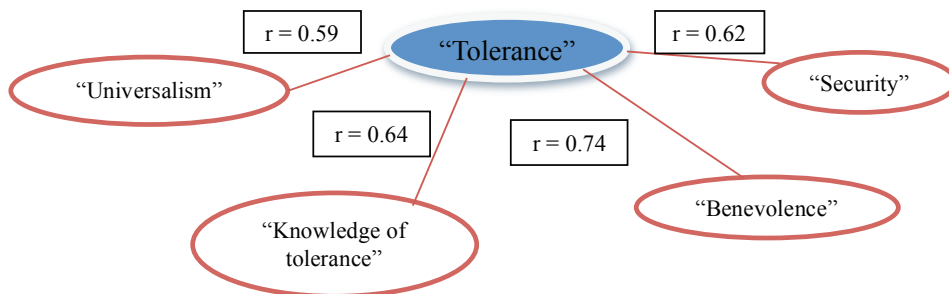 r = 0.59
“Tolerance”
r = 0.62
“Universalism”
“Security”
r = 0.64
r = 0.74
“Benevolence”
“Knowledge of
tolerance”